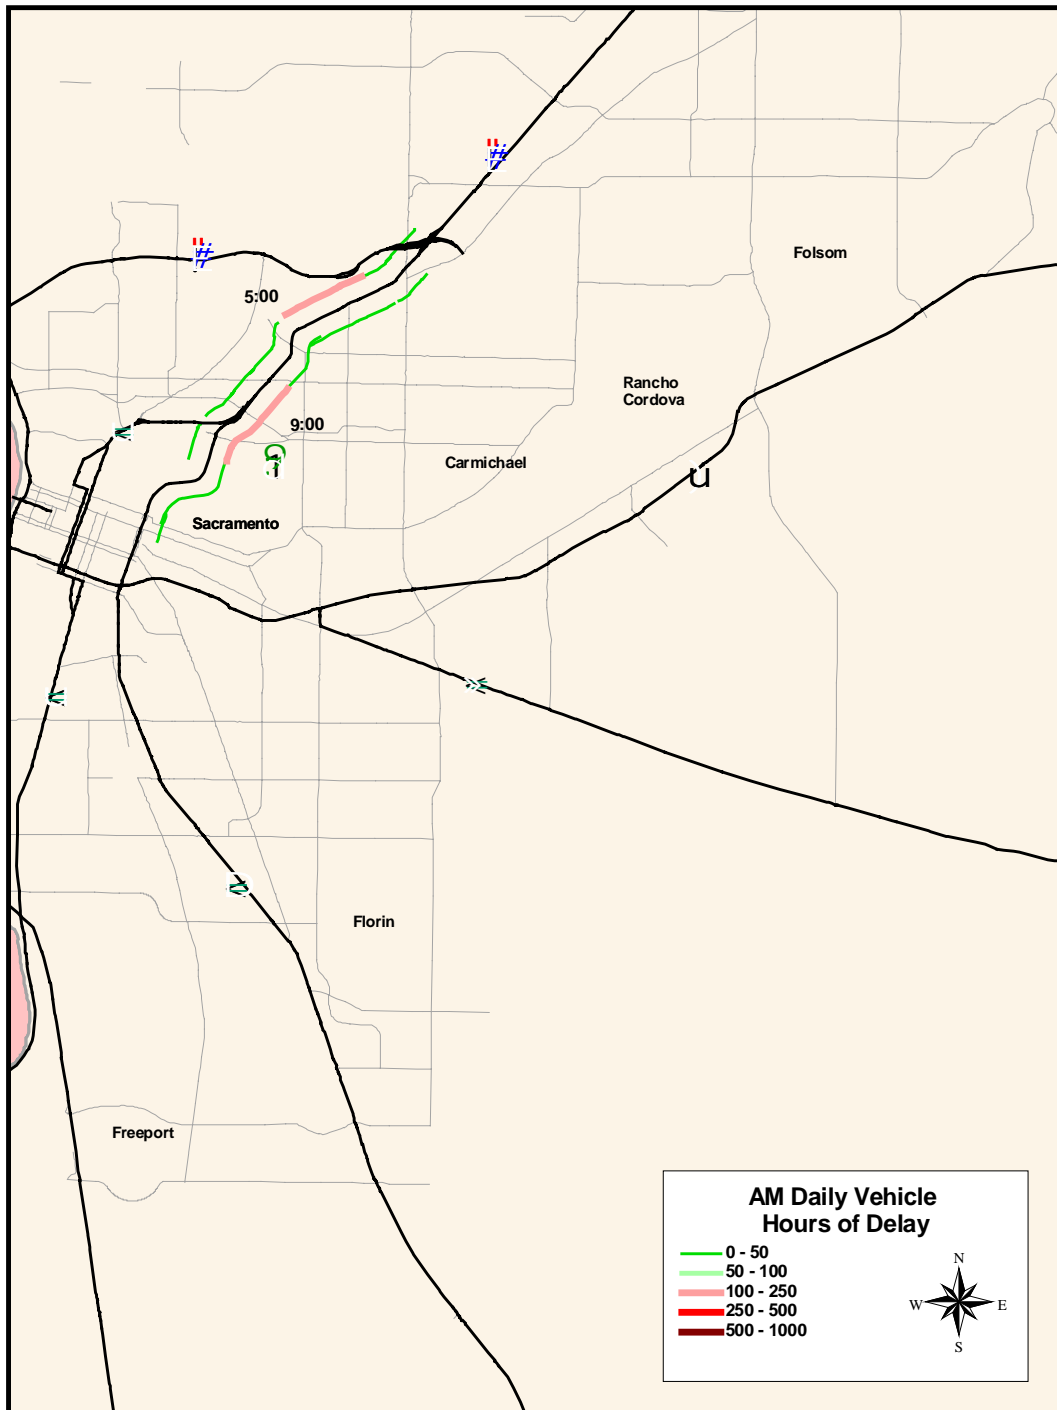 Folsom
5:00
Rancho
Cordova
9:00
Carmichael
u
Sacramento
Florin
Freeport
AM Daily Vehicle
Hours of Delay
0 - 50
50 - 100
100 - 250
250 - 500
500 - 1000
N
W
E
S